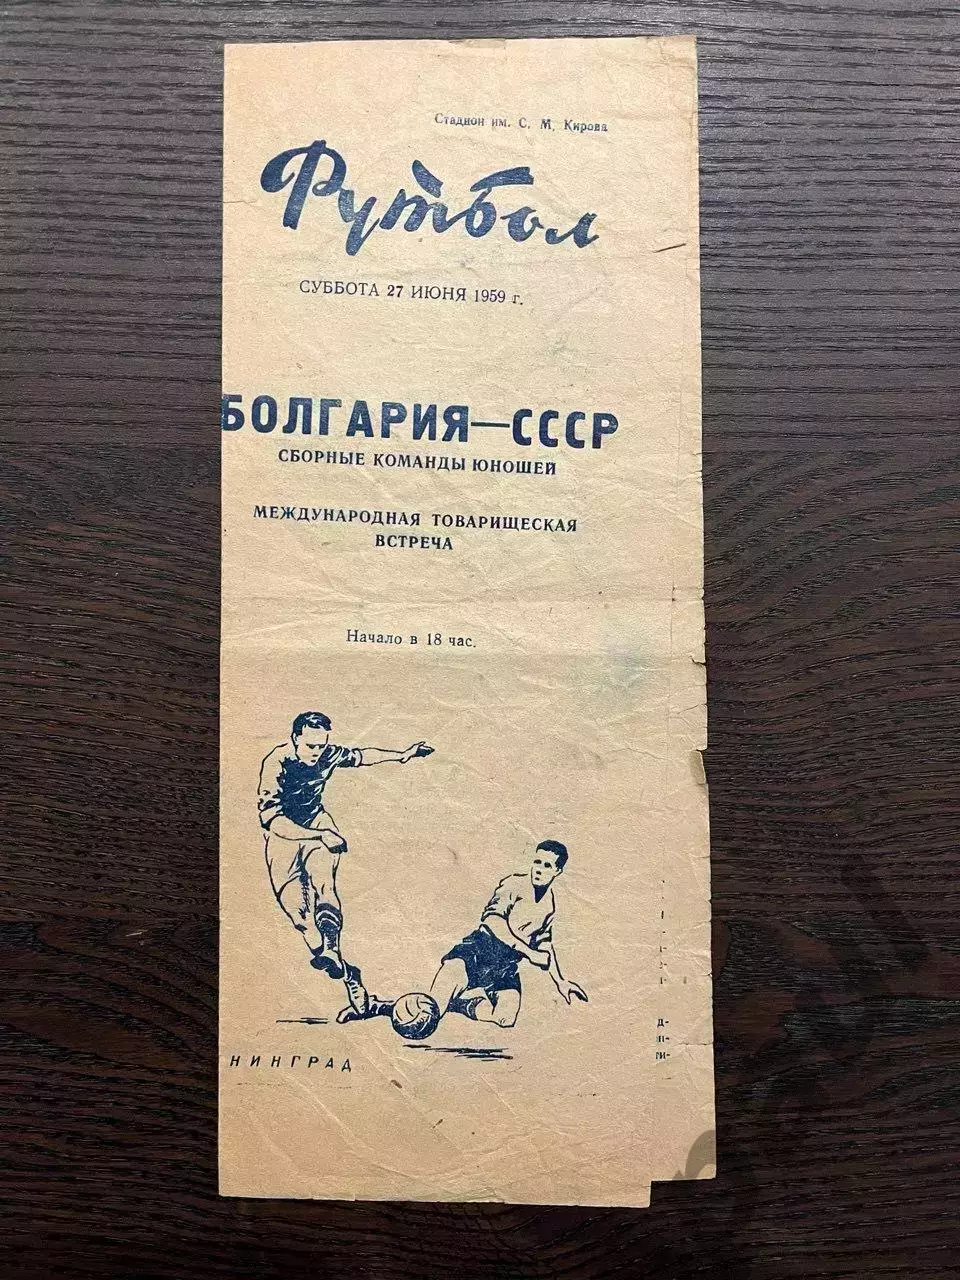 Стадион им. С. М. Кирова
Футбол
СУББОТА 27 ИЮНЯ 1959 г.
БОЛГАРИЯ—СССР
СБОРНЫЕ КОМАНДЫ ЮНОШЕЙ
МЕЖДУНАРОДНАЯ ТОВАРИЩЕСКАЯ
ВСТРЕЧА
Начало в 18 час.
НИНГРАД